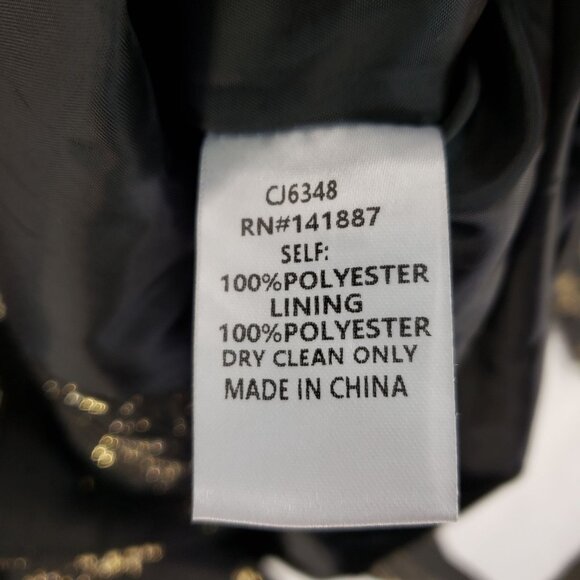 CJ6348
RN#141887
SELF:
100%POLYESTER
LINING
100%POLYESTER
DRY CLEAN ONLY
MADE IN CHINA